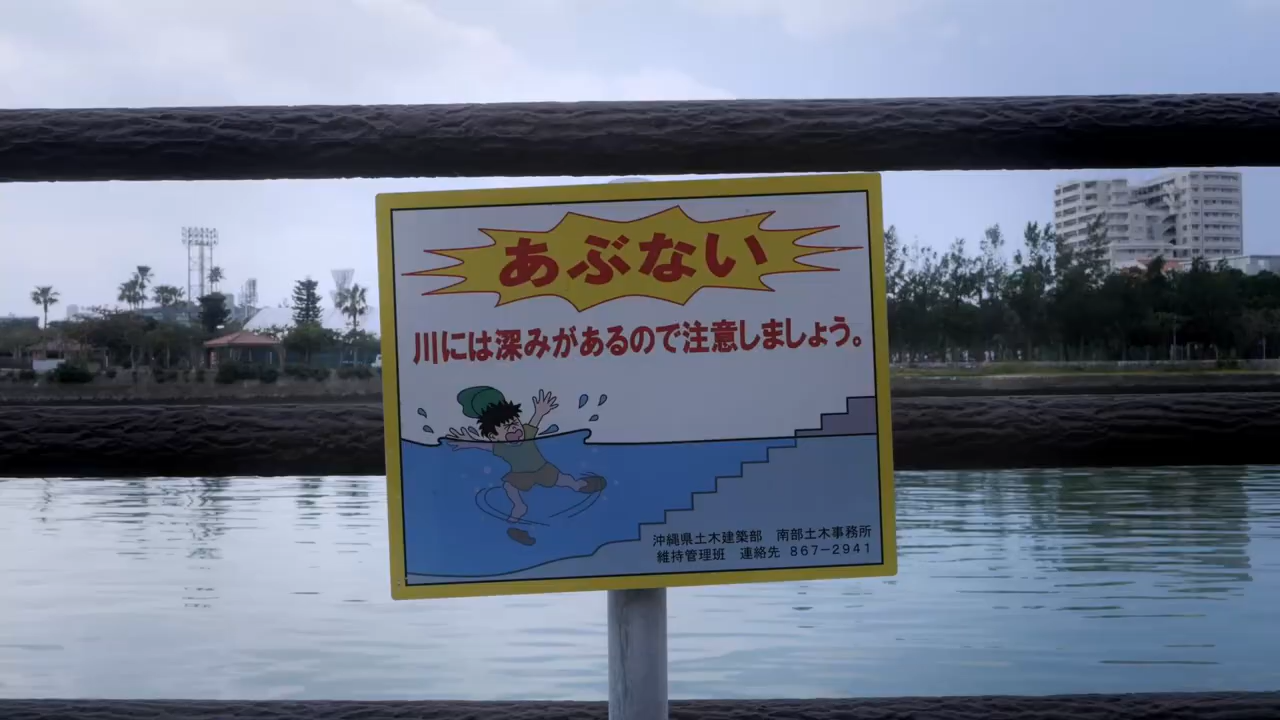 あぶない
川には深みがあるので注意しましょう。
沖縄県土木建築部　南部土木事務所
維持管理班　連絡先 867-2941